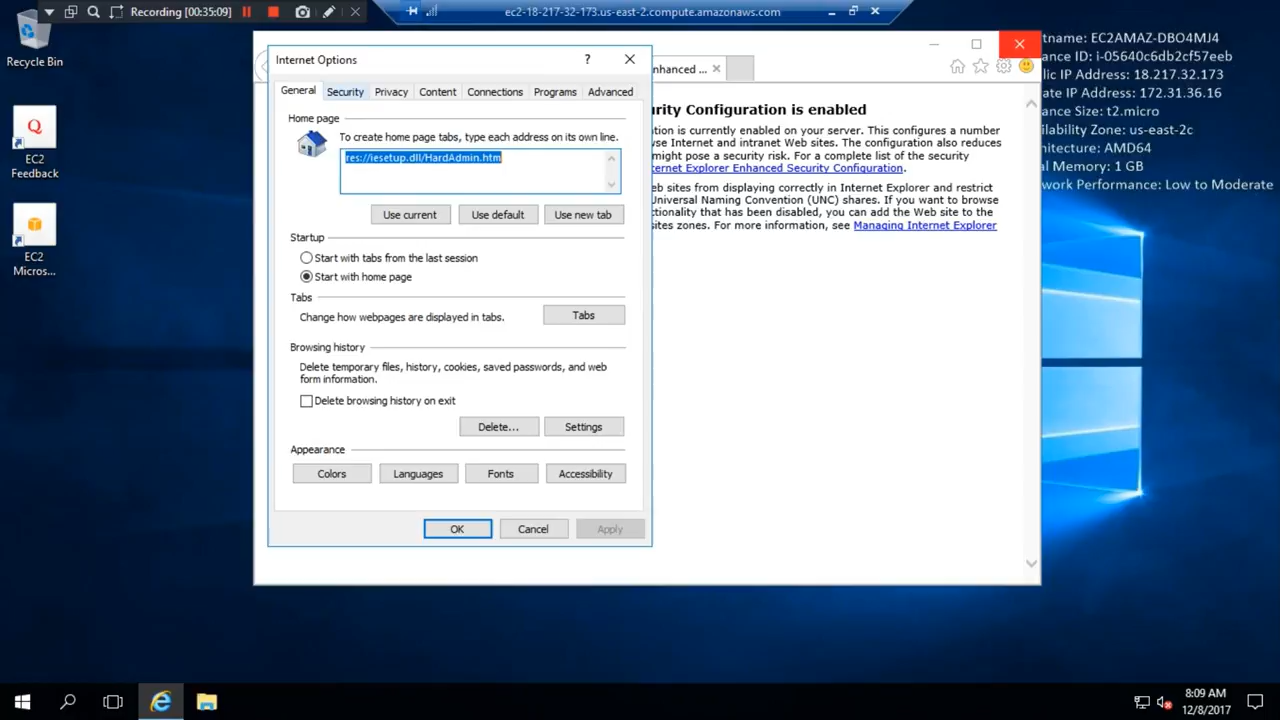 Recording [00:35:09]
ec2-18-217-32-173.us-east-2.compute.amazonaws.com
Recycle Bin
EC2
Feedback
EC2
Micros...
Internet Options
?
General
Security
Privacy
Content
Connections
Programs
Advanced
Home page
To create home page tabs, type each address on its own line.
res://iesetup.dll/HardAdmin.htm
Use current
Use default
Use new tab
Startup
Start with tabs from the last session
Start with home page
Tabs
Change how webpages are displayed in tabs.
Tabs
Browsing history
Delete temporary files, history, cookies, saved passwords, and web
form information.
Delete browsing history on exit
Delete...
Settings
Appearance
Colors
Languages
Fonts
Accessibility
OK
Cancel
Apply
nhanced ...
rity Configuration is enabled
ation is currently enabled on your server. This configures a number
wse Internet and intranet Web sites. The configuration also reduces
might pose a security risk. For a complete list of the security
ternet Explorer Enhanced Security Configuration.
eb sites from displaying correctly in Internet Explorer and restrict
Universal Naming Convention (UNC) shares. If you want to browse
ctionality that has been disabled, you can add the Web site to the
sites zones. For more information, see Managing Internet Explorer
tname: EC2AMAZ-DBO4MJ4
ance ID: i-05640c6db2cf57eeb
lic IP Address: 18.217.32.173
ate IP Address: 172.31.36.16
ance Size: t2.micro
ilability Zone: us-east-2c
hitecture: AMD64
al Memory: 1 GB
work Performance: Low to Moderate
8:09 AM
12/8/2017